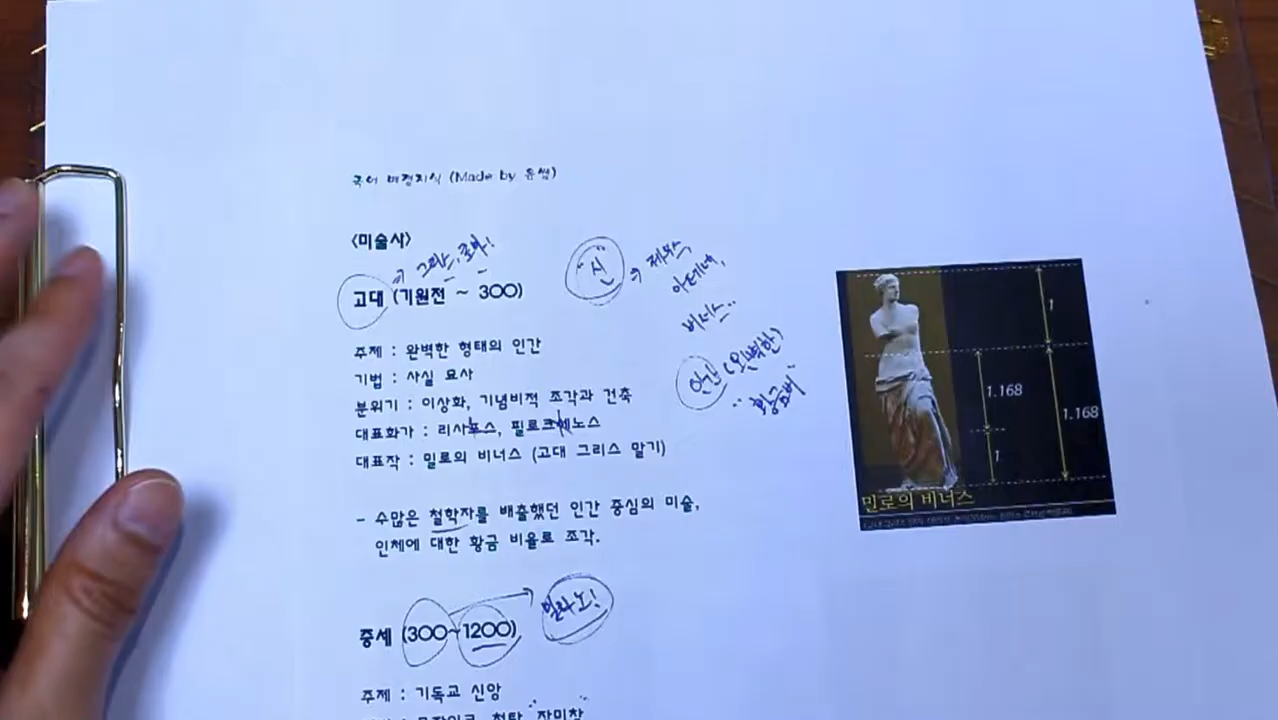 국어 배경지식 (Made by 동쌤)
<미술사>
그리스, 로마!
고대 (기원전 ~ 300)
"신" → 제우스,
아테네,
비너스..
주제 : 완벽한 형태의 인간
기법 : 사실 묘사
인간 (완벽한)
"황금비"
분위기 : 이상화, 기념비적 조각과 건축
대표화가 : 리사포스, 필로크세노스
대표작 : 밀로의 비너스 (고대 그리스 말기)
- 수많은 철학자를 배출했던 인간 중심의 미술,
인체에 대한 황금 비율로 조각.
1
1.168
1.168
1
민로의 비너스
밀라노!
중세 (300~1200)
주제 : 기독교 신앙